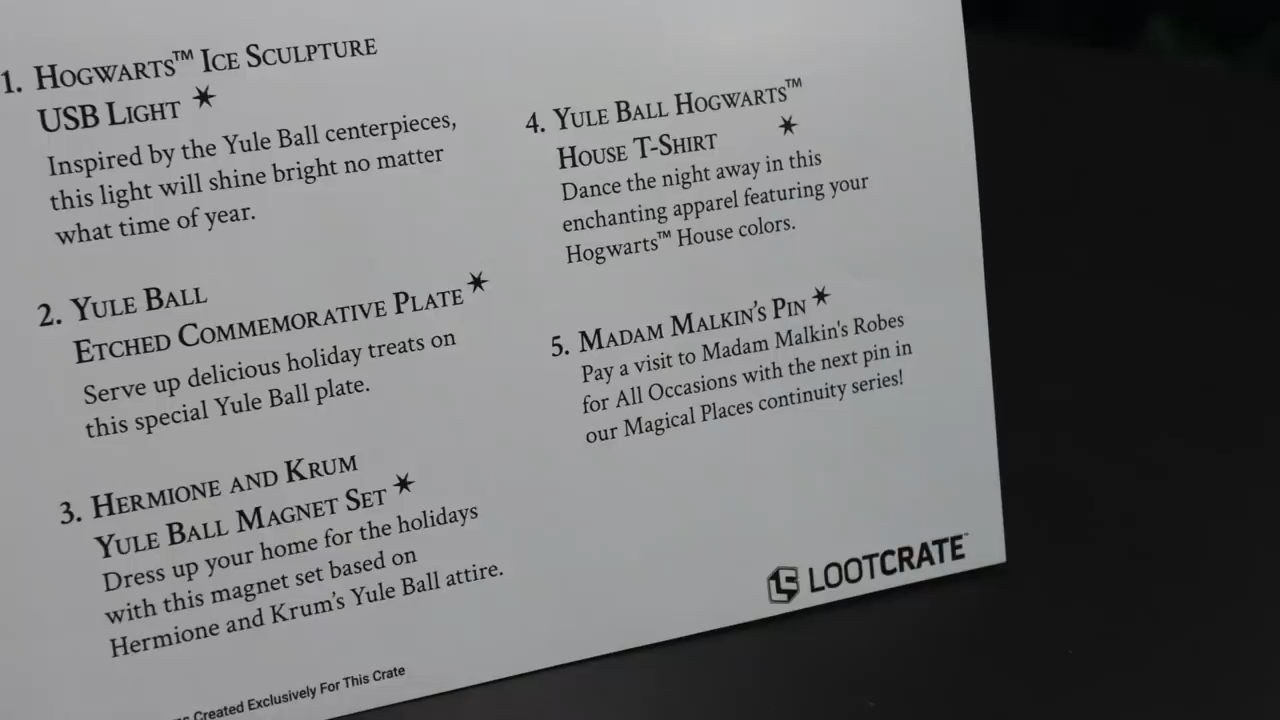 1. HOGWARTS™ ICE SCULPTURE
USB LIGHT ✶
Inspired by the Yule Ball centerpieces,
this light will shine bright no matter
what time of year.
2. YULE BALL
ETCHED COMMEMORATIVE PLATE ✶
Serve up delicious holiday treats on
this special Yule Ball plate.
3. HERMIONE AND KRUM
YULE BALL MAGNET SET ✶
Dress up your home for the holidays
with this magnet set based on
Hermione and Krum's Yule Ball attire.
Created Exclusively For This Crate
4. YULE BALL HOGWARTS™
HOUSE T-SHIRT ✶
Dance the night away in this
enchanting apparel featuring your
Hogwarts™ House colors.
5. MADAM MALKIN'S PIN ✶
Pay a visit to Madam Malkin's Robes
for All Occasions with the next pin in
our Magical Places continuity series!
LOOTCRATE™